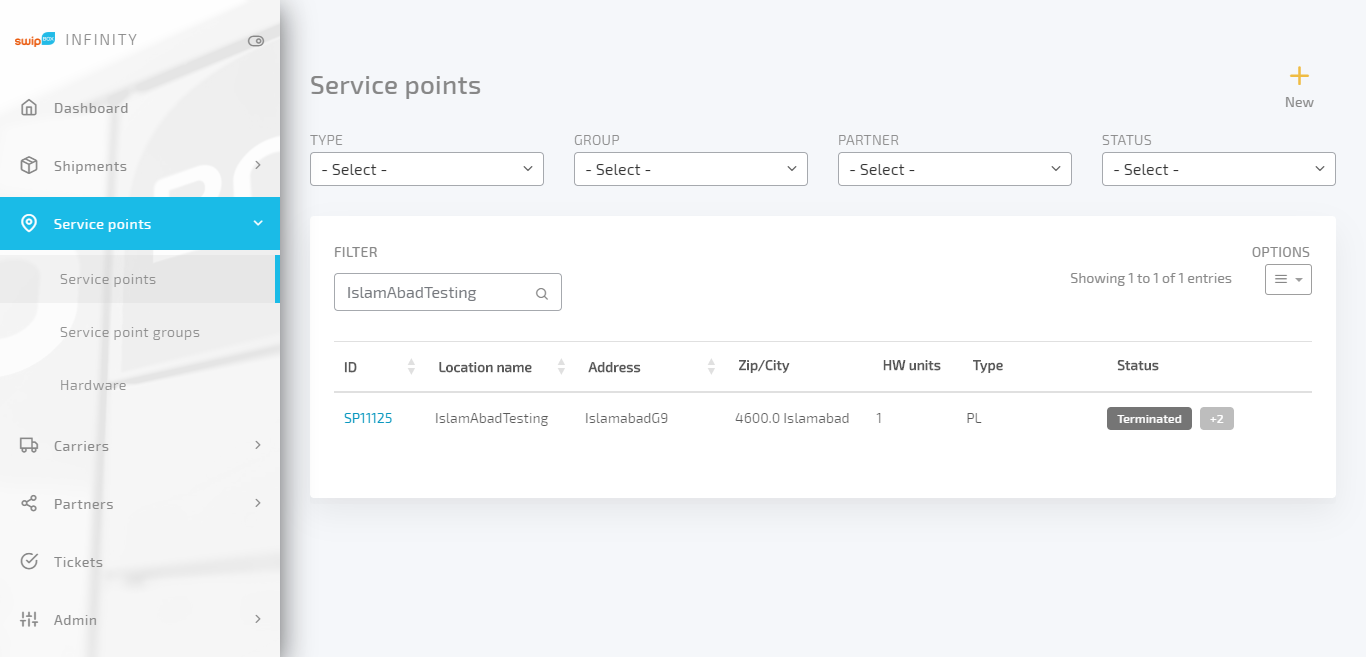 swip BOX INFINITY
Dashboard
Shipments
Service points
Service points
Service point groups
Hardware
Carriers
Partners
Tickets
Admin
Service points
New
TYPE GROUP PARTNER STATUS
- Select - - Select - - Select - - Select -
FILTER OPTIONS
IslamAbadTesting Showing 1 to 1 of 1 entries
ID Location name Address Zip/City HW units Type Status
SP11125 IslamAbadTesting IslamabadG9 4600.0 Islamabad 1 PL Terminated +2